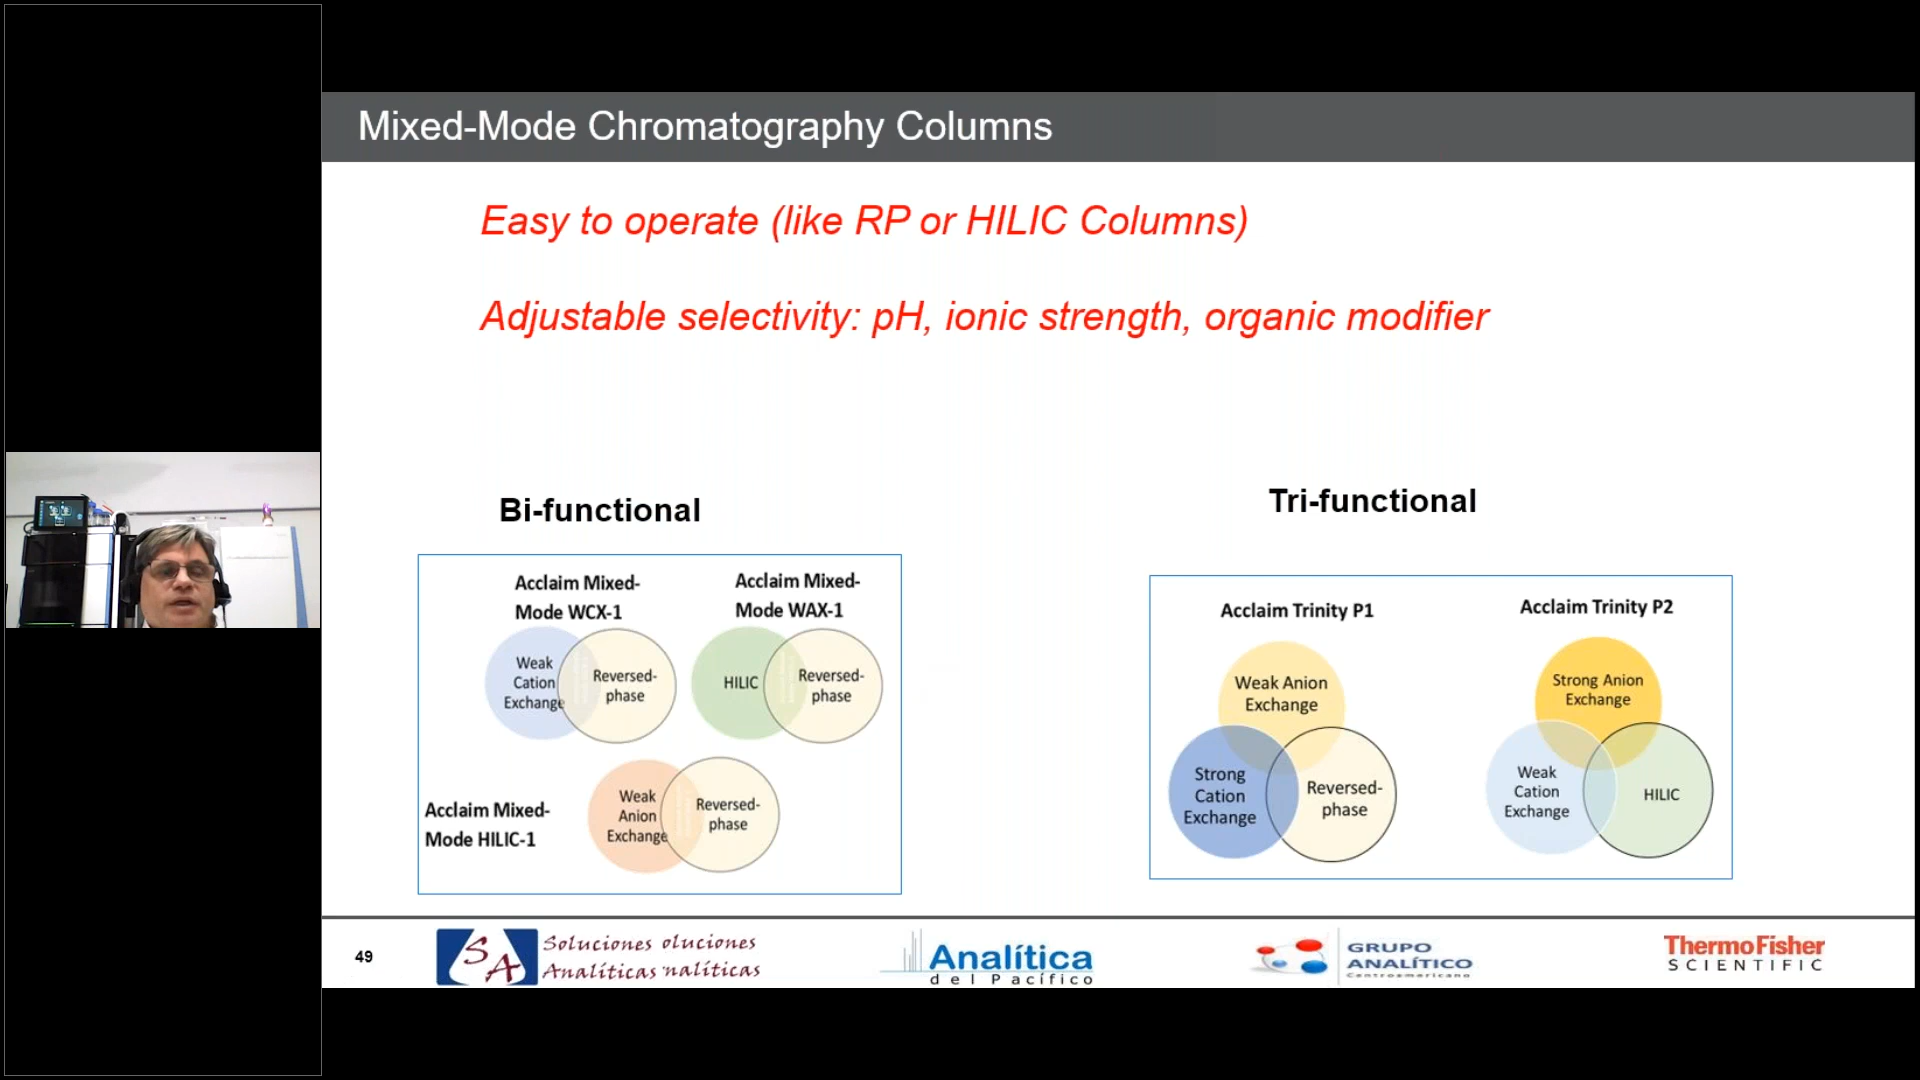 Mixed-Mode Chromatography Columns
Easy to operate (like RP or HILIC Columns)
Adjustable selectivity: pH, ionic strength, organic modifier
Bi-functional
Acclaim Mixed-
Mode WCX-1
Weak
Cation
Exchange
Reversed-
phase
Acclaim Mixed-
Mode WAX-1
HILIC
Reversed-
phase
Acclaim Mixed-
Mode HILIC-1
Weak
Anion
Exchange
Reversed-
phase
Tri-functional
Acclaim Trinity P1
Weak Anion
Exchange
Strong
Cation
Exchange
Reversed-
phase
Acclaim Trinity P2
Strong Anion
Exchange
Weak
Cation
Exchange
HILIC
49
SA
Soluciones oluciones
Analíticas nalíticas
Analítica
del Pacífico
GRUPO
ANALÍTICO
Centroamericano
ThermoFisher
SCIENTIFIC